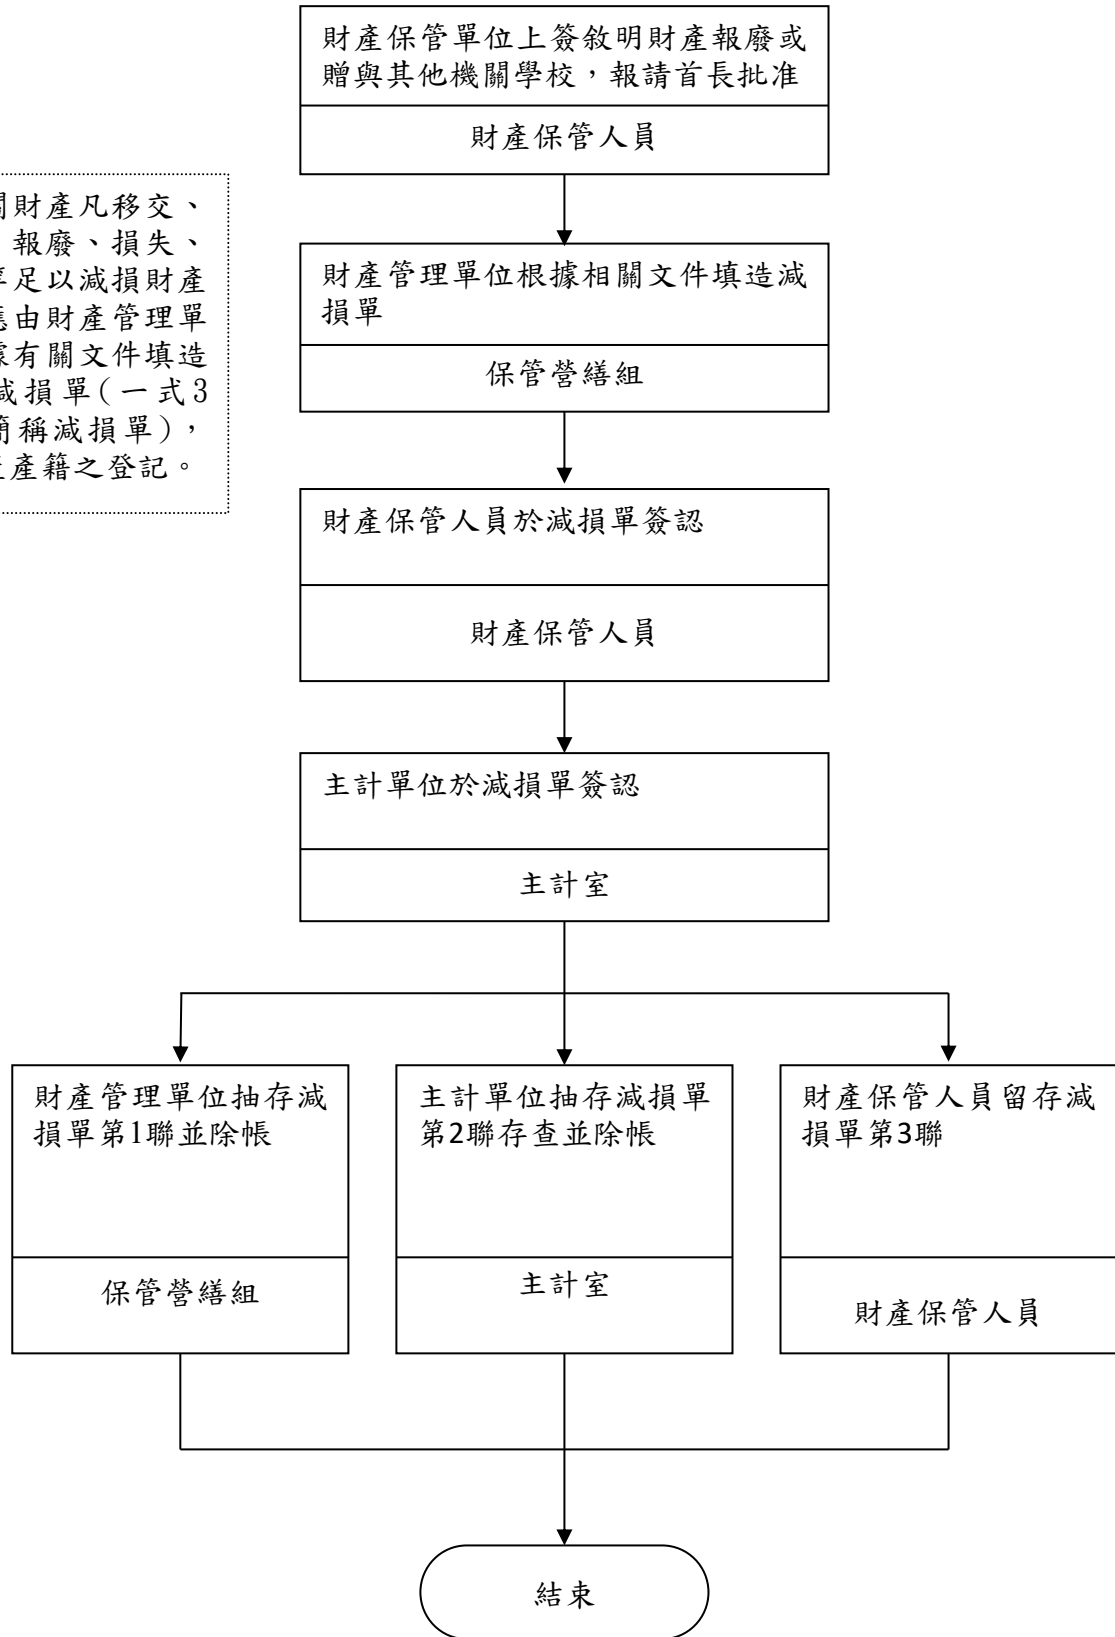 財產保管單位上簽敘明財產報廢或
贈與其他機關學校，報請首長批准
財產保管人員
財產凡移交、
報廢、損失、
足以減損財產
由財產管理單
有關文件填造
減損單(一式3
簡稱減損單)，
產籍之登記。
財產管理單位根據相關文件填造減
損單
保管營繕組
財產保管人員於減損單簽認
財產保管人員
主計單位於減損單簽認
主計室
財產管理單位抽存減
損單第1聯並除帳
保管營繕組
主計單位抽存減損單
第2聯存查並除帳
主計室
財產保管人員留存減
損單第3聯
財產保管人員
結束